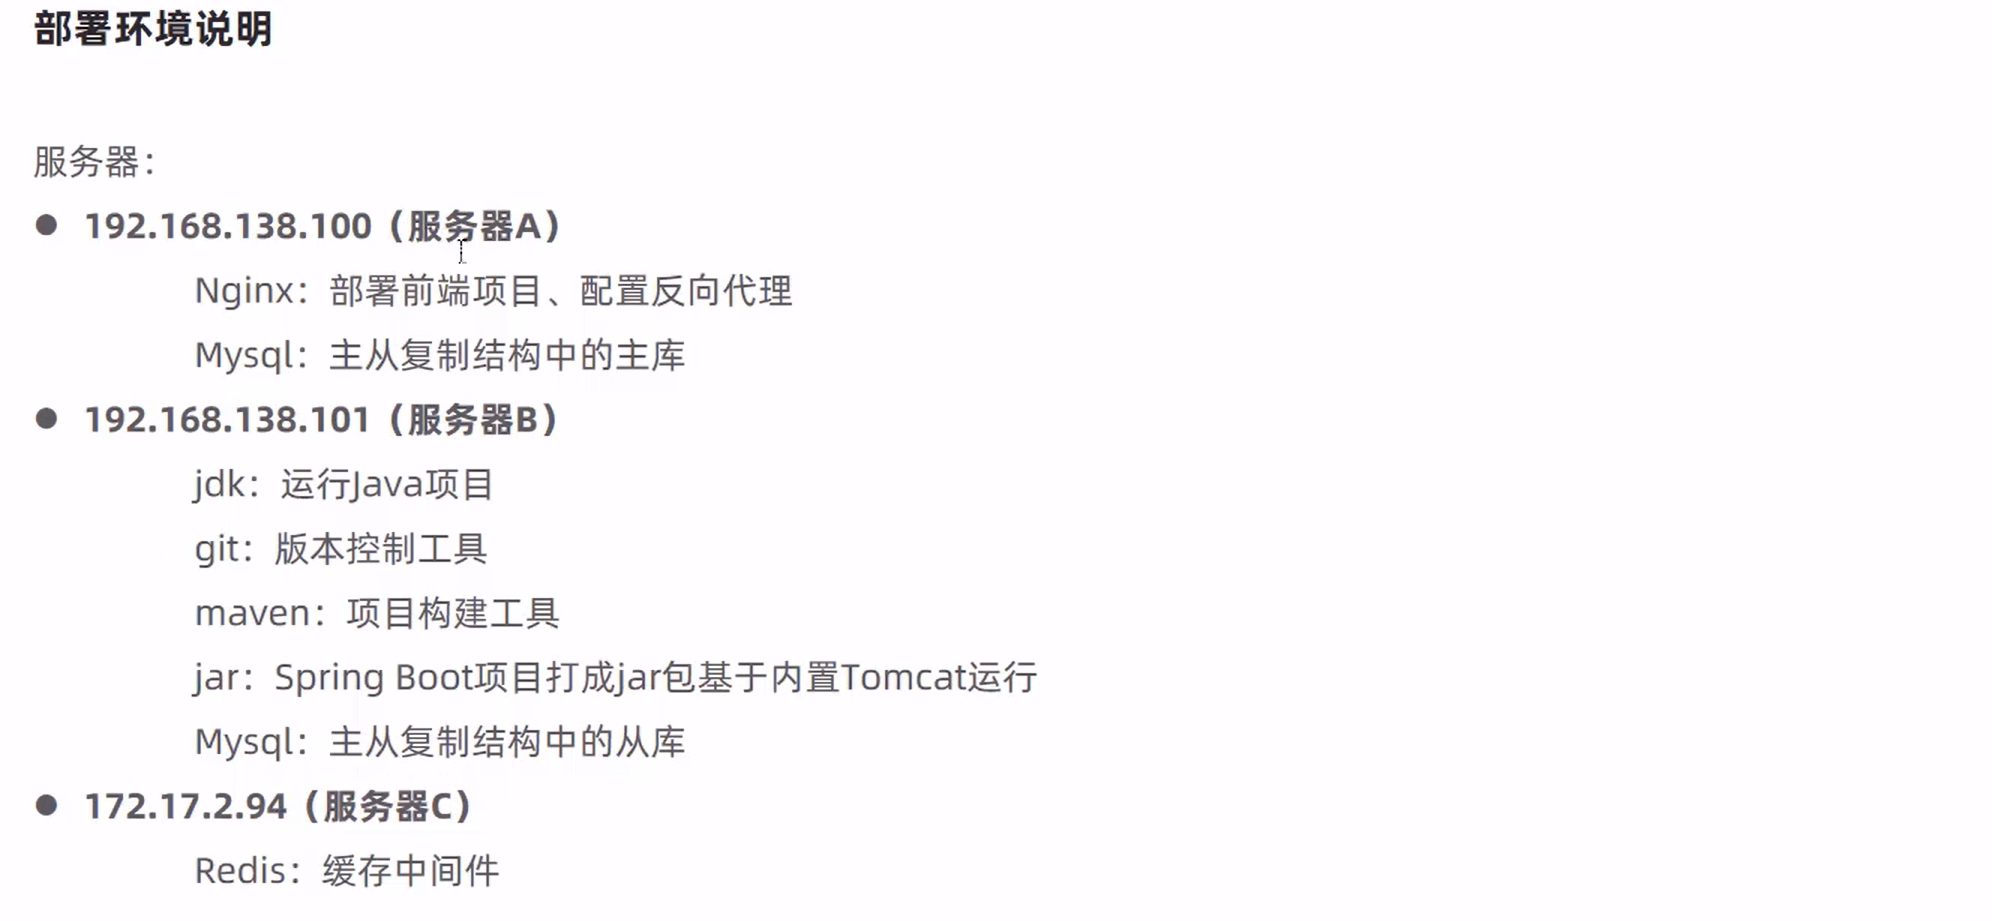 部署环境说明
服务器：
● 192.168.138.100（服务器A）
Nginx：部署前端项目、配置反向代理
Mysql：主从复制结构中的主库
● 192.168.138.101（服务器B）
jdk：运行Java项目
git：版本控制工具
maven：项目构建工具
jar：Spring Boot项目打成jar包基于内置Tomcat运行
Mysql：主从复制结构中的从库
● 172.17.2.94（服务器C）
Redis：缓存中间件